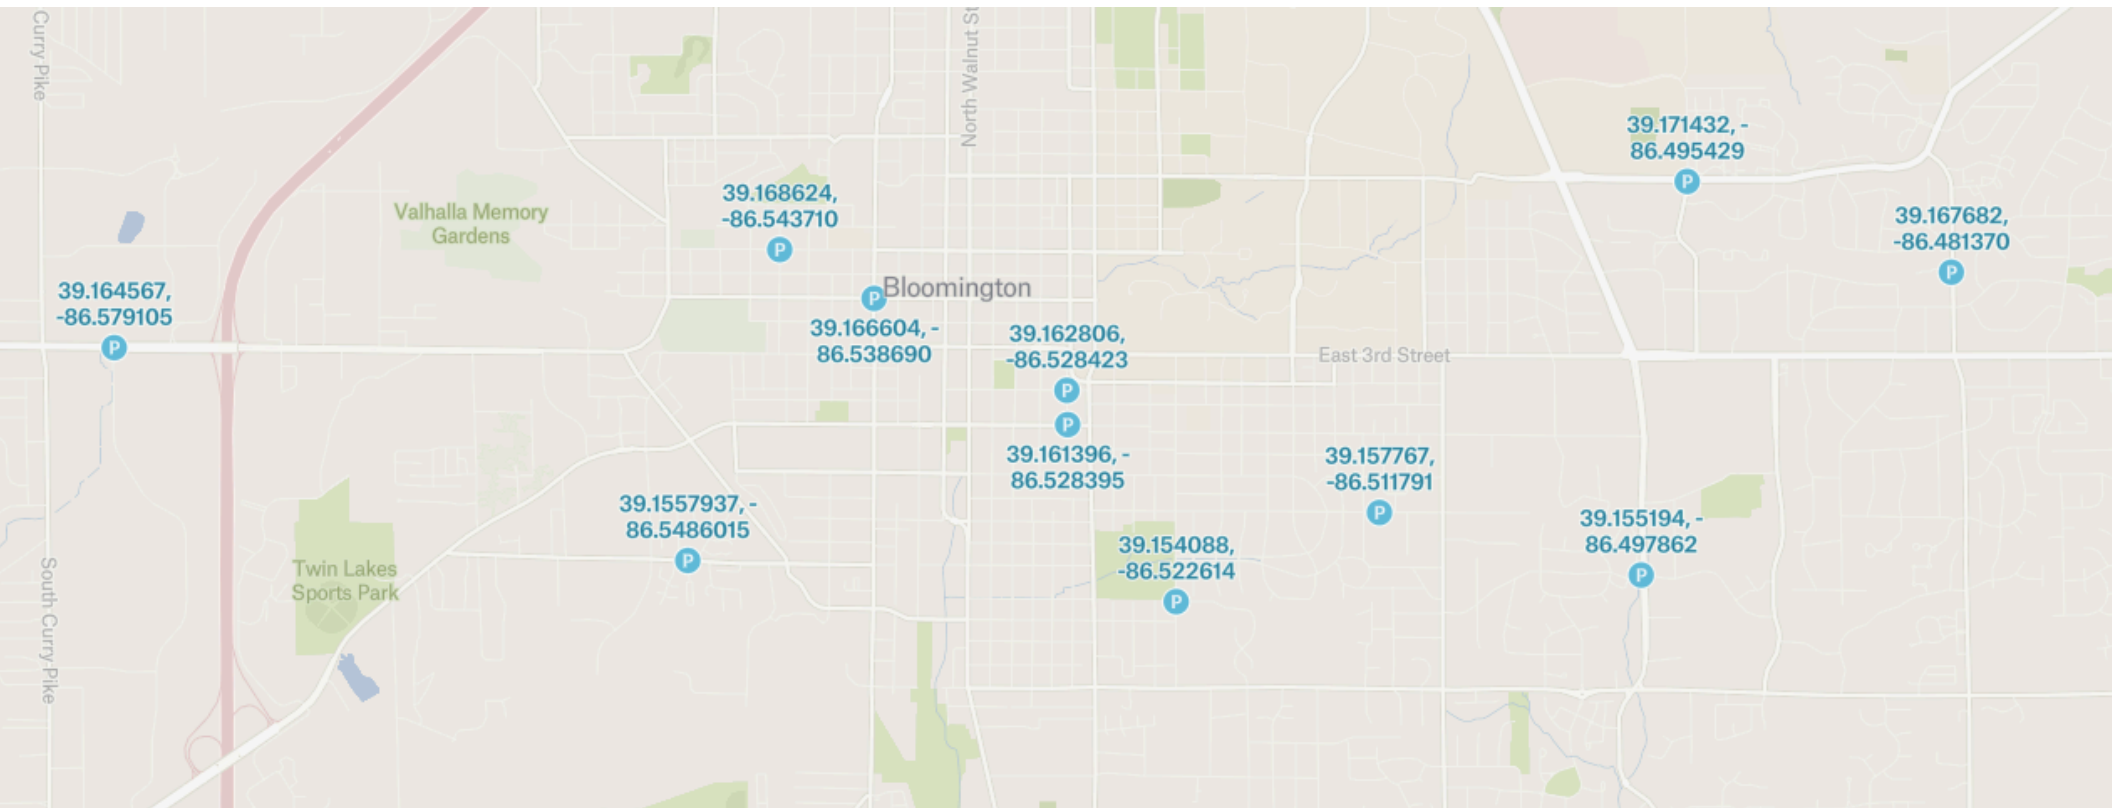 Curry Pike
North Walnut St
39.171432, -
86.495429
P
39.168624,
-86.543710
P
Valhalla Memory
Gardens
39.167682,
-86.481370
P
39.164567,
-86.579105
P
Bloomington
P
39.166604, -
86.538690
39.162806,
-86.528423
P
East 3rd Street
P
39.161396, -
86.528395
39.157767,
-86.511791
P
39.1557937, -
86.5486015
P
39.155194, -
86.497862
P
39.154088,
-86.522614
P
Twin Lakes
Sports Park
South Curry Pike